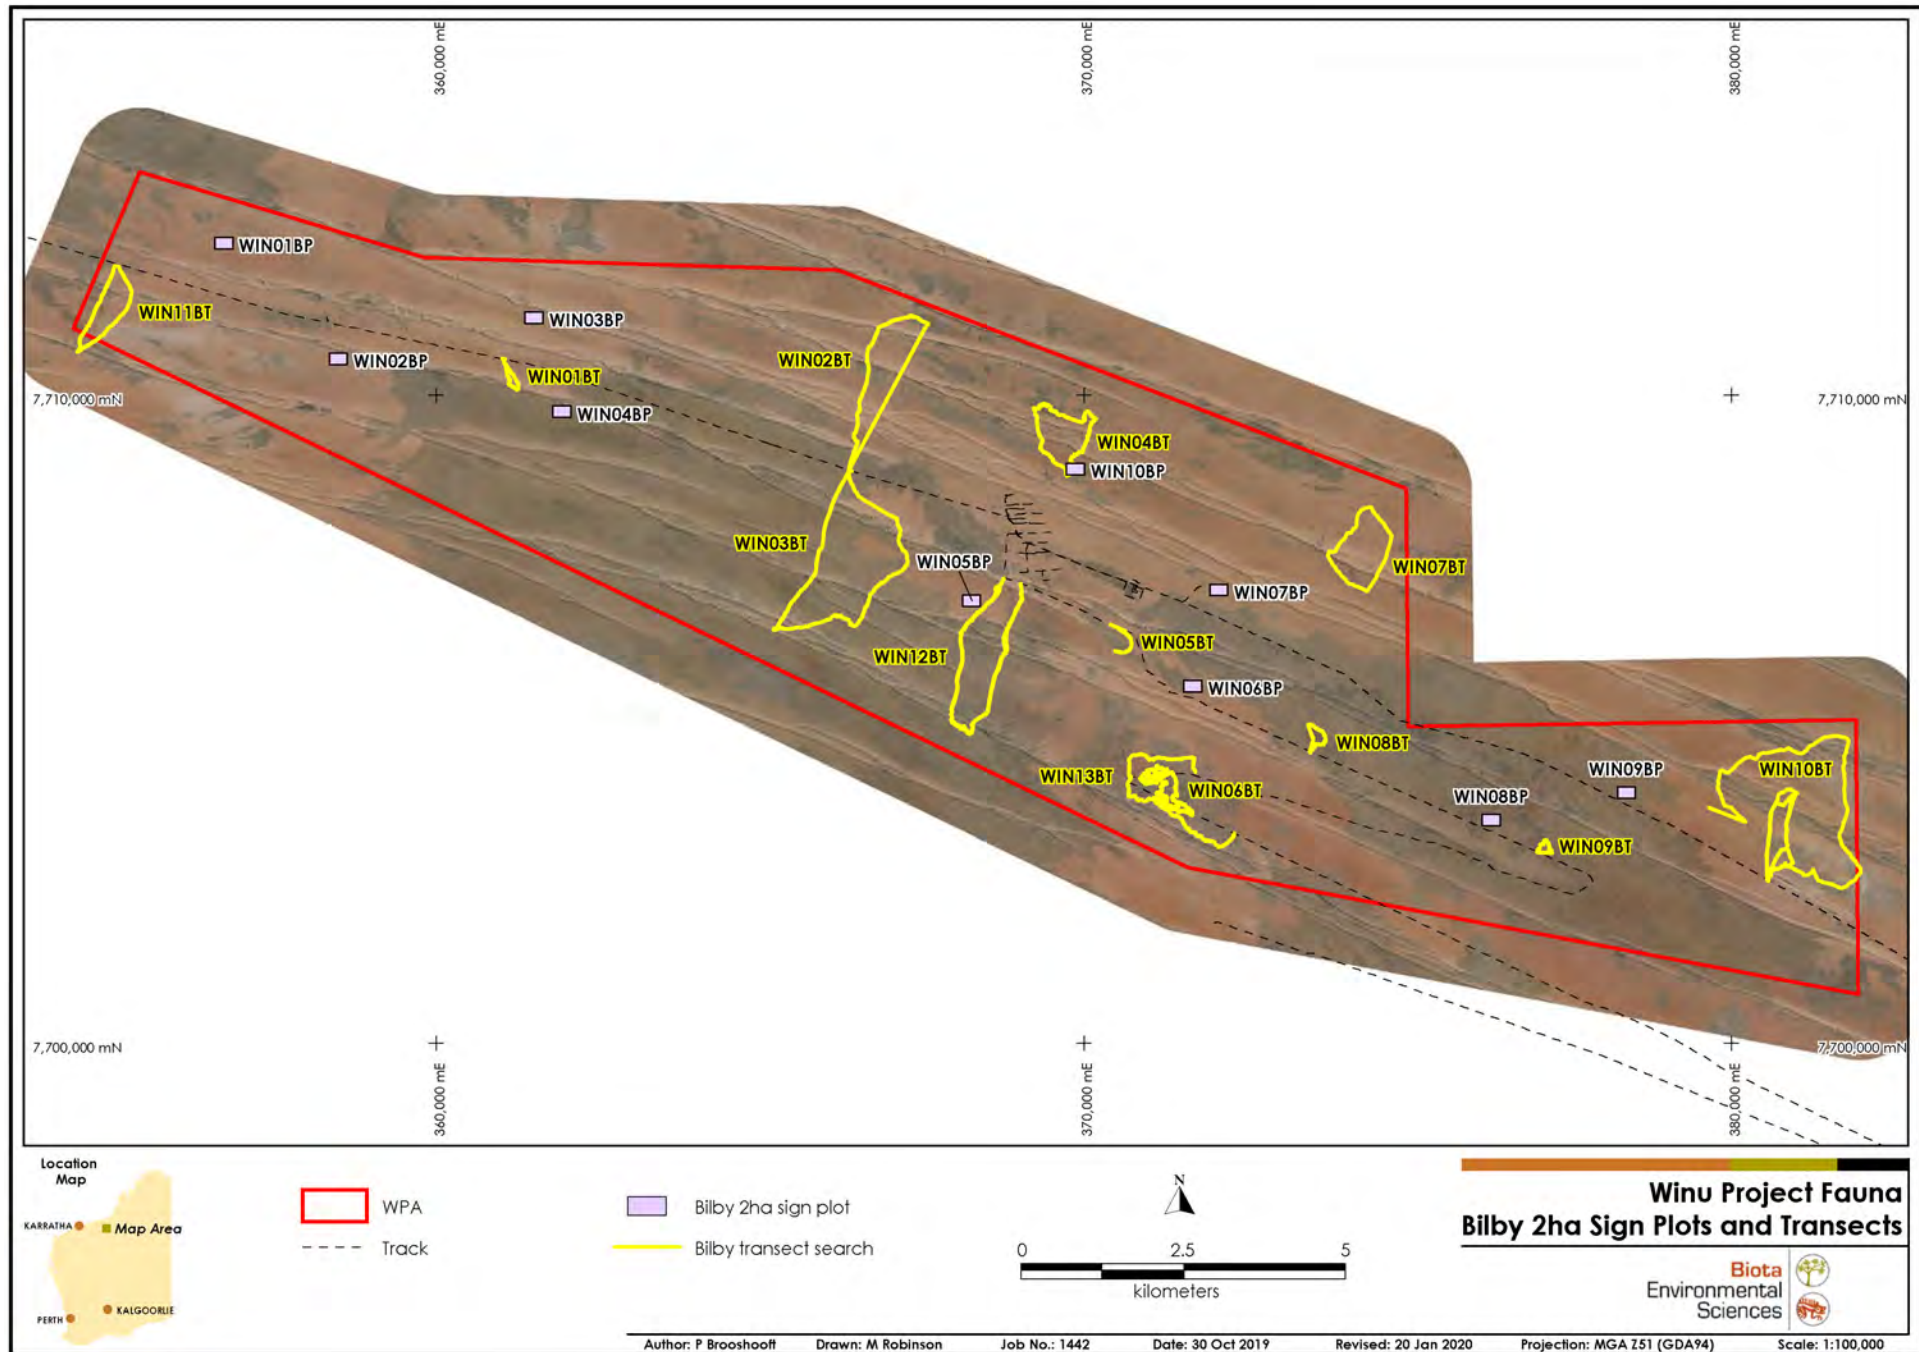 360,000 mE
370,000 mE
380,000 mE
WIN01BP
WIN11BT
WIN03BP
WIN02BP
WIN02BT
WIN01BT
7,710,000 mN
7,710,000 mN
WIN04BP
WIN04BT
WIN10BP
WIN03BT
WIN05BP
WIN07BT
WIN07BP
WIN05BT
WIN12BT
WIN06BP
WIN08BT
WIN13BT
WIN06BT
WIN09BP
WIN10BT
WIN08BP
WIN09BT
7,700,000 mN
7,700,000 mN
360,000 mE
370,000 mE
380,000 mE
Location
Map
KARRATHA
Map Area
KALGOORLIE
PERTH
WPA
Track
Bilby 2ha sign plot
Bilby transect search
N
0 2.5 5
kilometers
Winu Project Fauna
Bilby 2ha Sign Plots and Transects
Biota
Environmental
Sciences
Author: P Brooshooft Drawn: M Robinson Job No.: 1442 Date: 30 Oct 2019 Revised: 20 Jan 2020 Projection: MGA Z51 (GDA94) Scale: 1:100,000